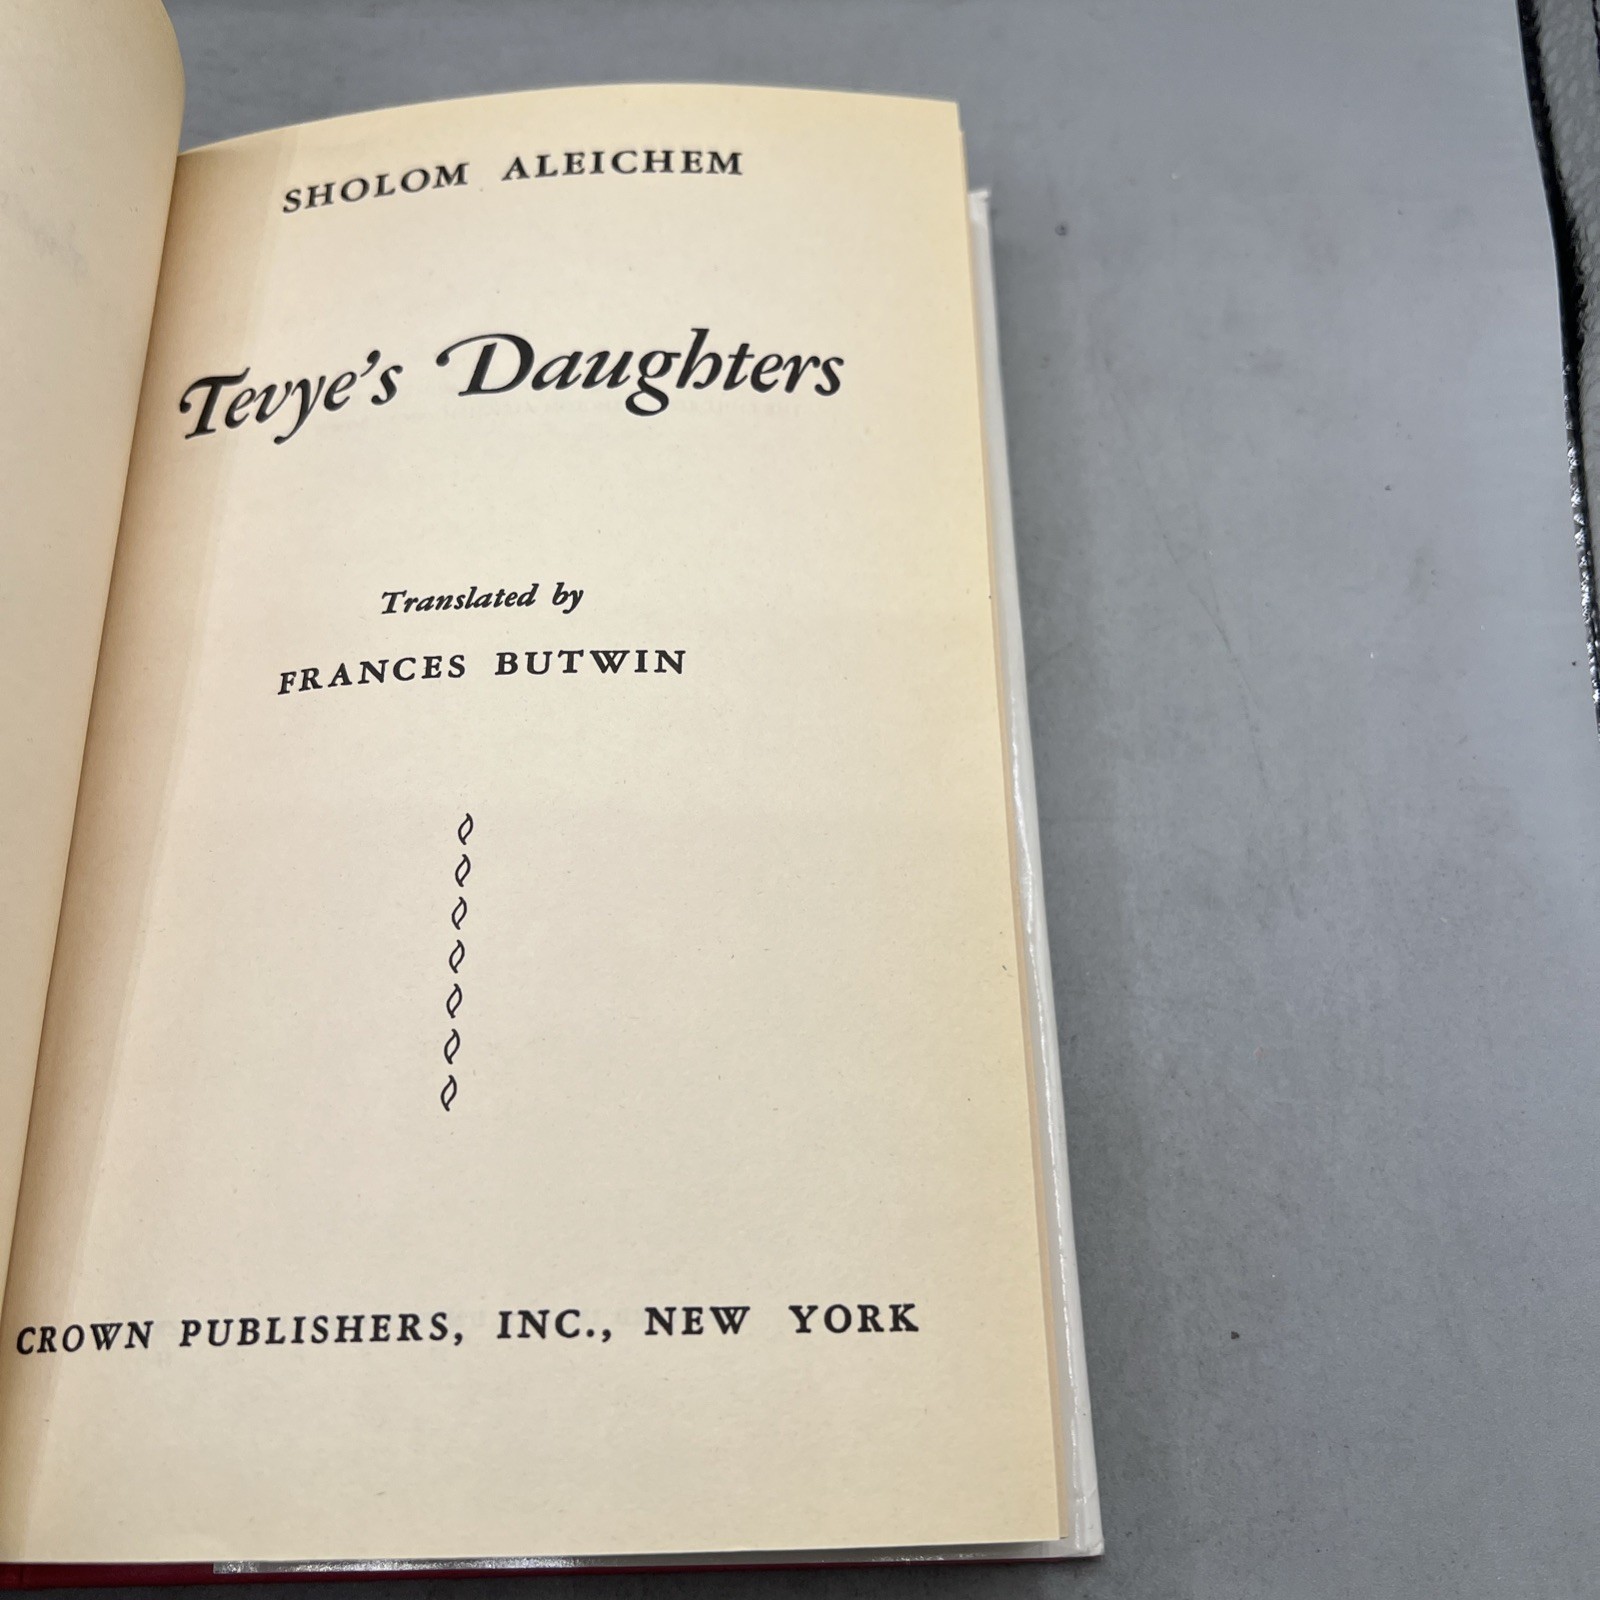 SHOLOM ALEICHEM
Tevye's Daughters
Translated by
FRANCES BUTWIN
CROWN PUBLISHERS, INC., NEW YORK